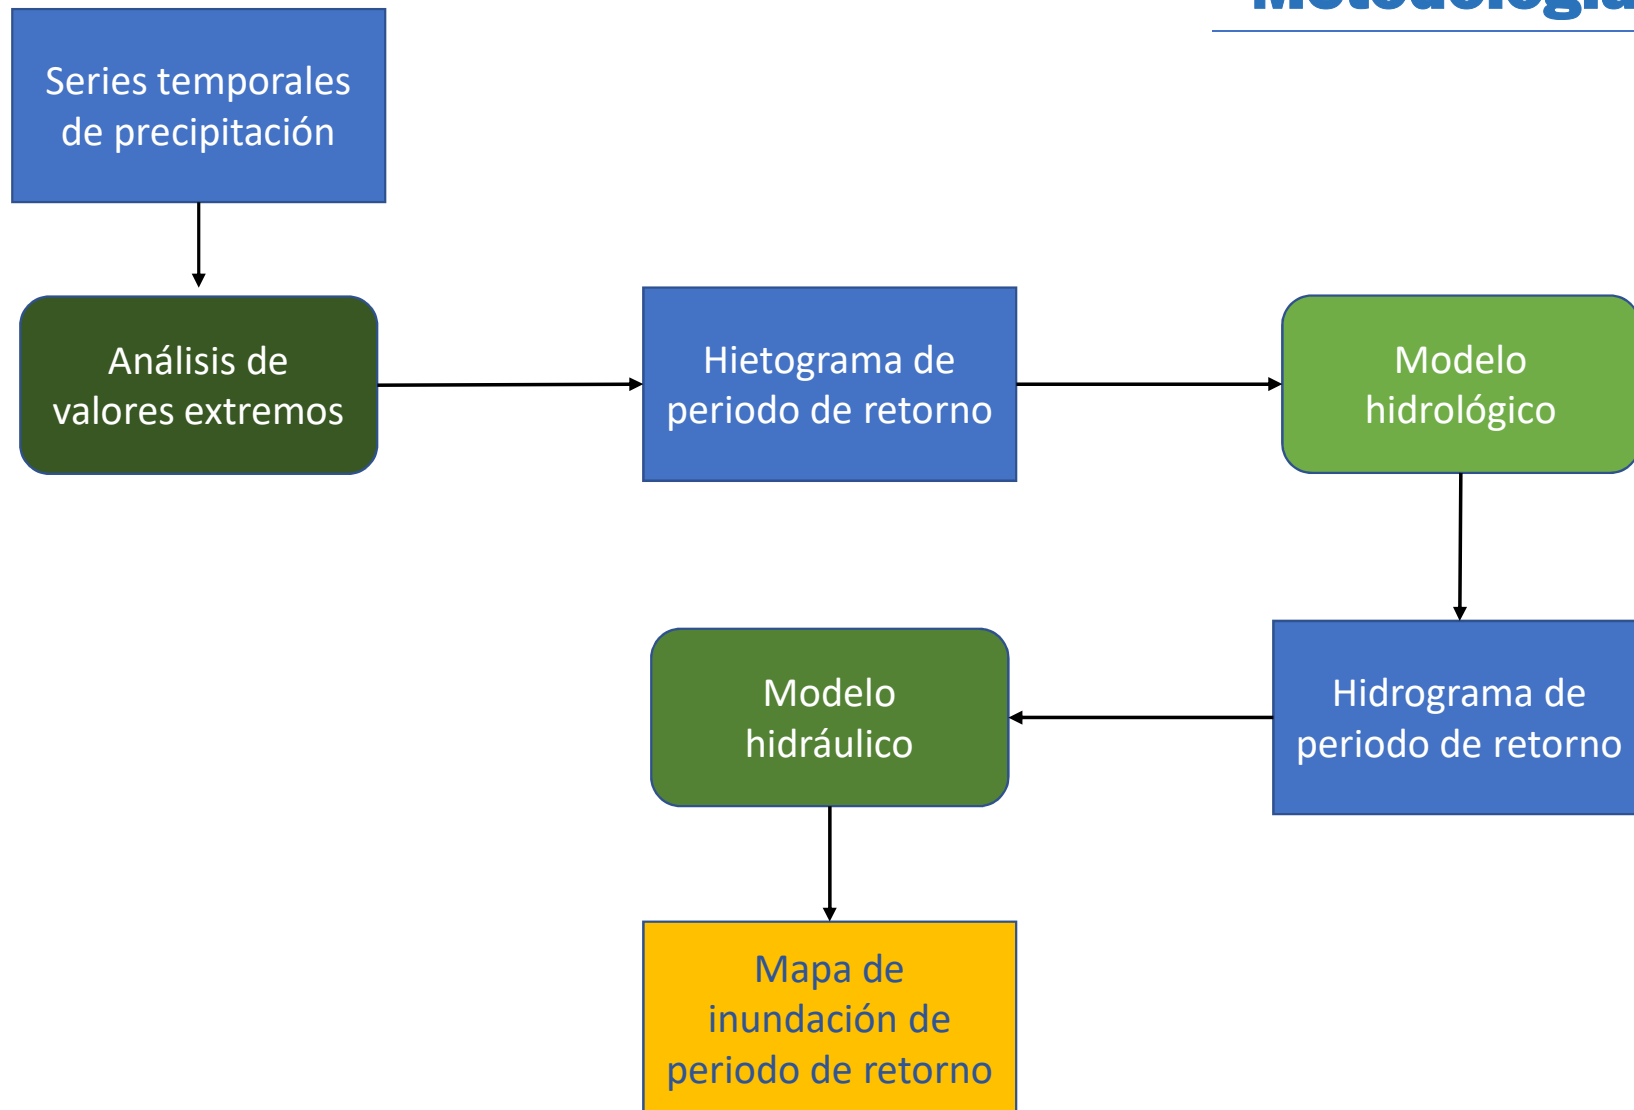 Metodología
Series temporales
de precipitación
Análisis de
valores extremos
Hietograma de
periodo de retorno
Modelo
hidrológico
Modelo
hidráulico
Hidrograma de
periodo de retorno
Mapa de
inundación de
periodo de retorno